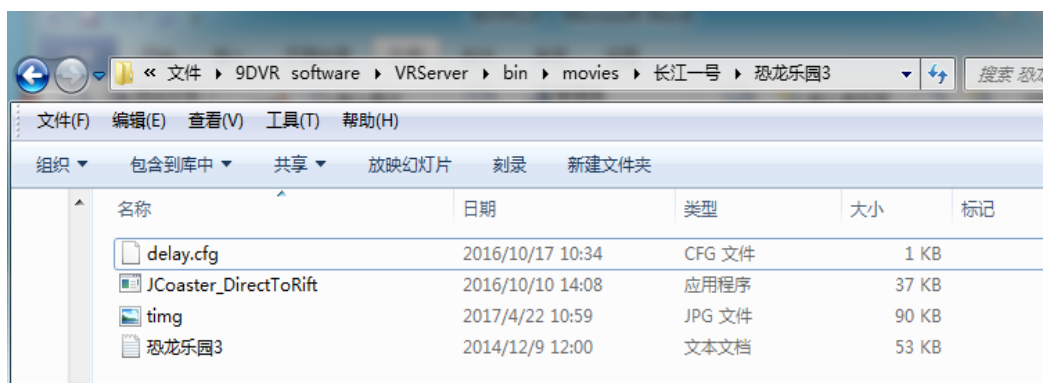 « 文件 ▸ 9DVR software ▸ VRServer ▸ bin ▸ movies ▸ 长江一号 ▸ 恐龙乐园3 搜索 恐龙
文件(F) 编辑(E) 查看(V) 工具(T) 帮助(H)
组织 包含到库中 共享 放映幻灯片 刻录 新建文件夹
名称 日期 类型 大小 标记
delay.cfg 2016/10/17 10:34 CFG 文件 1 KB
JCoaster_DirectToRift 2016/10/10 14:08 应用程序 37 KB
timg 2017/4/22 10:59 JPG 文件 90 KB
恐龙乐园3 2014/12/9 12:00 文本文档 53 KB